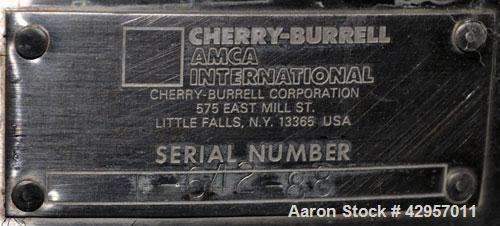 CHERRY-BURRELL
AMCA
INTERNATIONAL
CHERRY-BURRELL CORPORATION
575 EAST MILL ST.
LITTLE FALLS, N.Y. 13365 USA
SERIAL NUMBER
Aaron Stock # 42957011